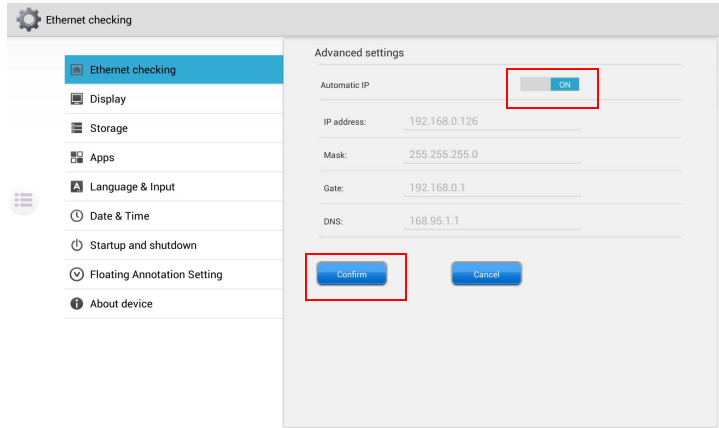 Ethernet checking
Ethernet checking
Display
Storage
Apps
Language & Input
Date & Time
Startup and shutdown
Floating Annotation Setting
About device
Advanced settings
Automatic IP ON
IP address: 192.168.0.126
Mask: 255.255.255.0
Gate: 192.168.0.1
DNS: 168.95.1.1
Confirm Cancel